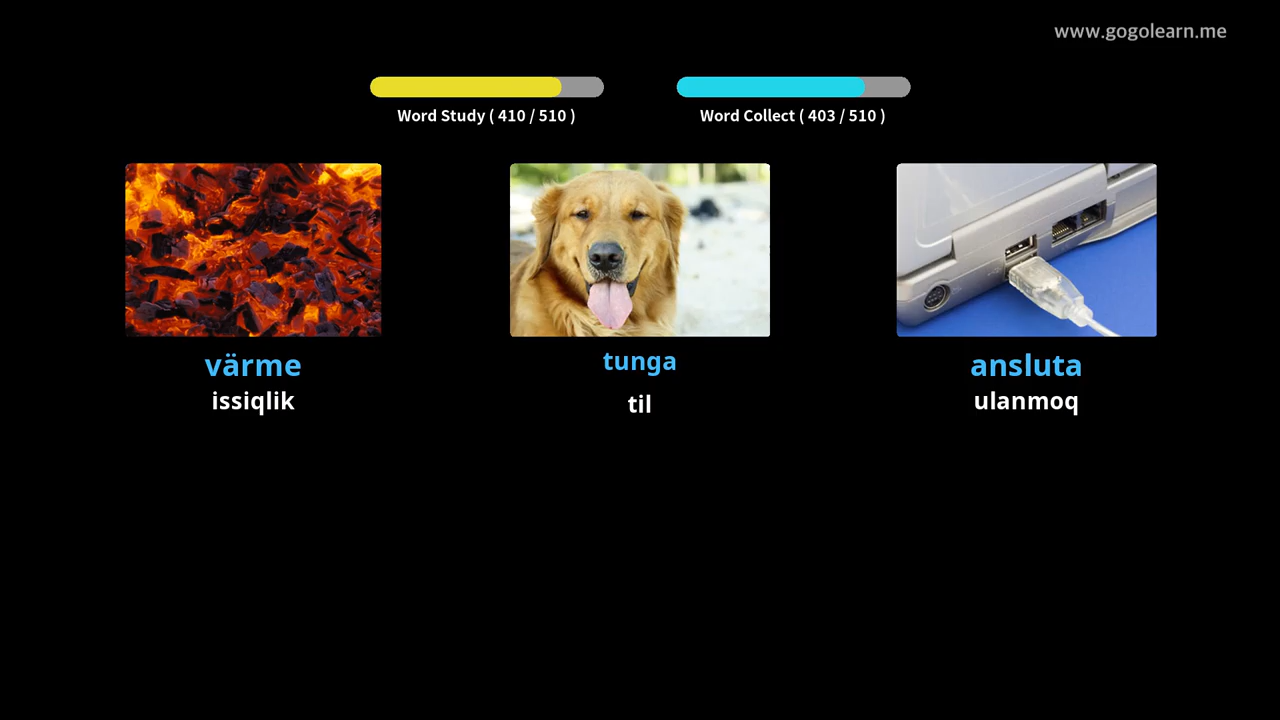 www.gogolearn.me
Word Study ( 410 / 510 )
Word Collect ( 403 / 510 )
värme
issiqlik
tunga
til
ansluta
ulanmoq